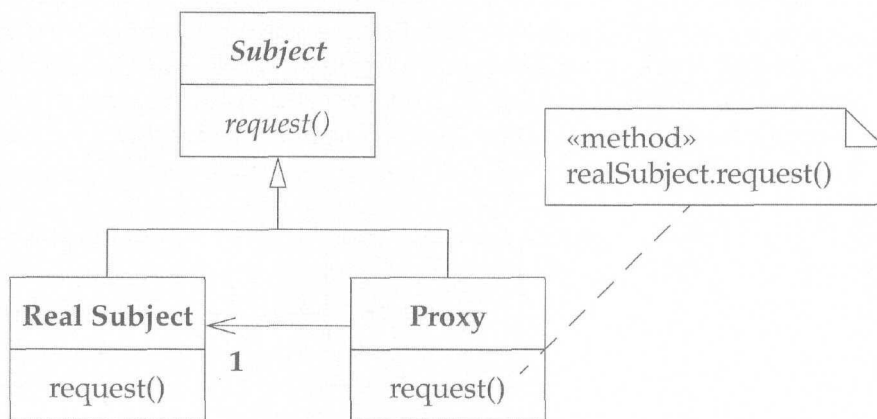 Subject
request()
«method»
realSubject.request()
Real Subject
request()
1
Proxy
request()